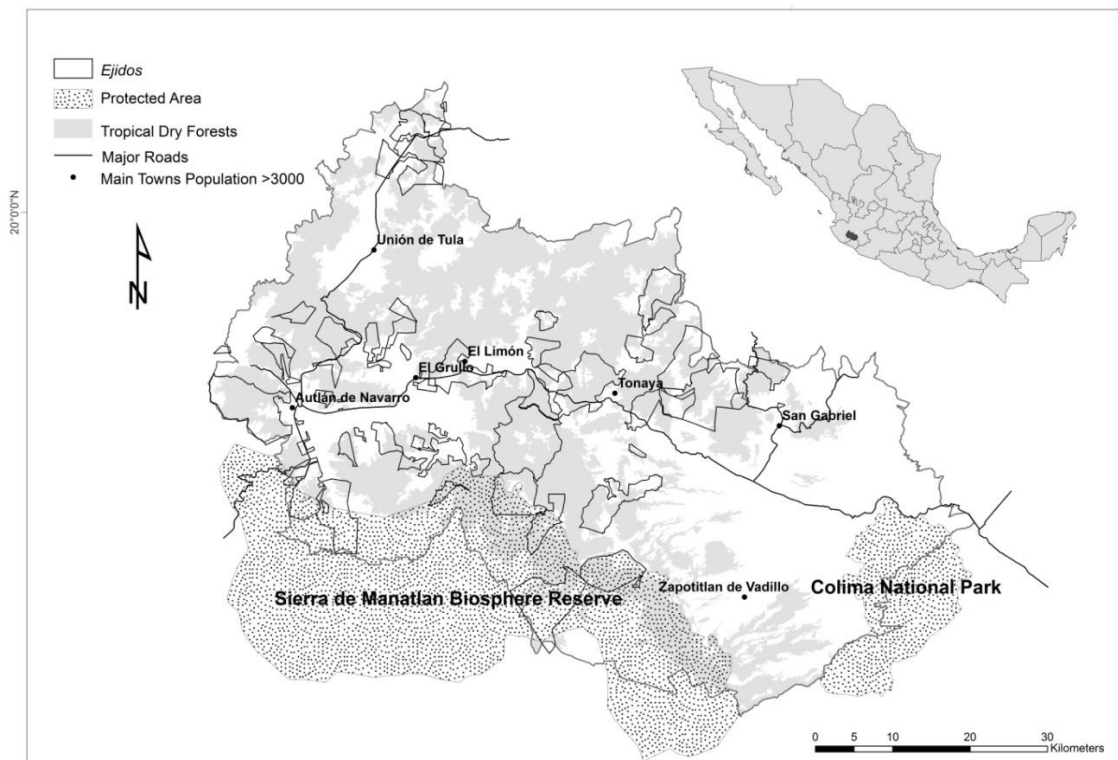 Ejidos
Protected Area
Tropical Dry Forests
Major Roads
Main Towns Population >3000
20°0'0"N
N
Unión de Tula
El Limón
El Grullo
Tonaya
Autlán de Navarro
San Gabriel
Zapotitlan de Vadillo
Colima National Park
Sierra de Manatlan Biosphere Reserve
0 5 10 20 30
Kilometers